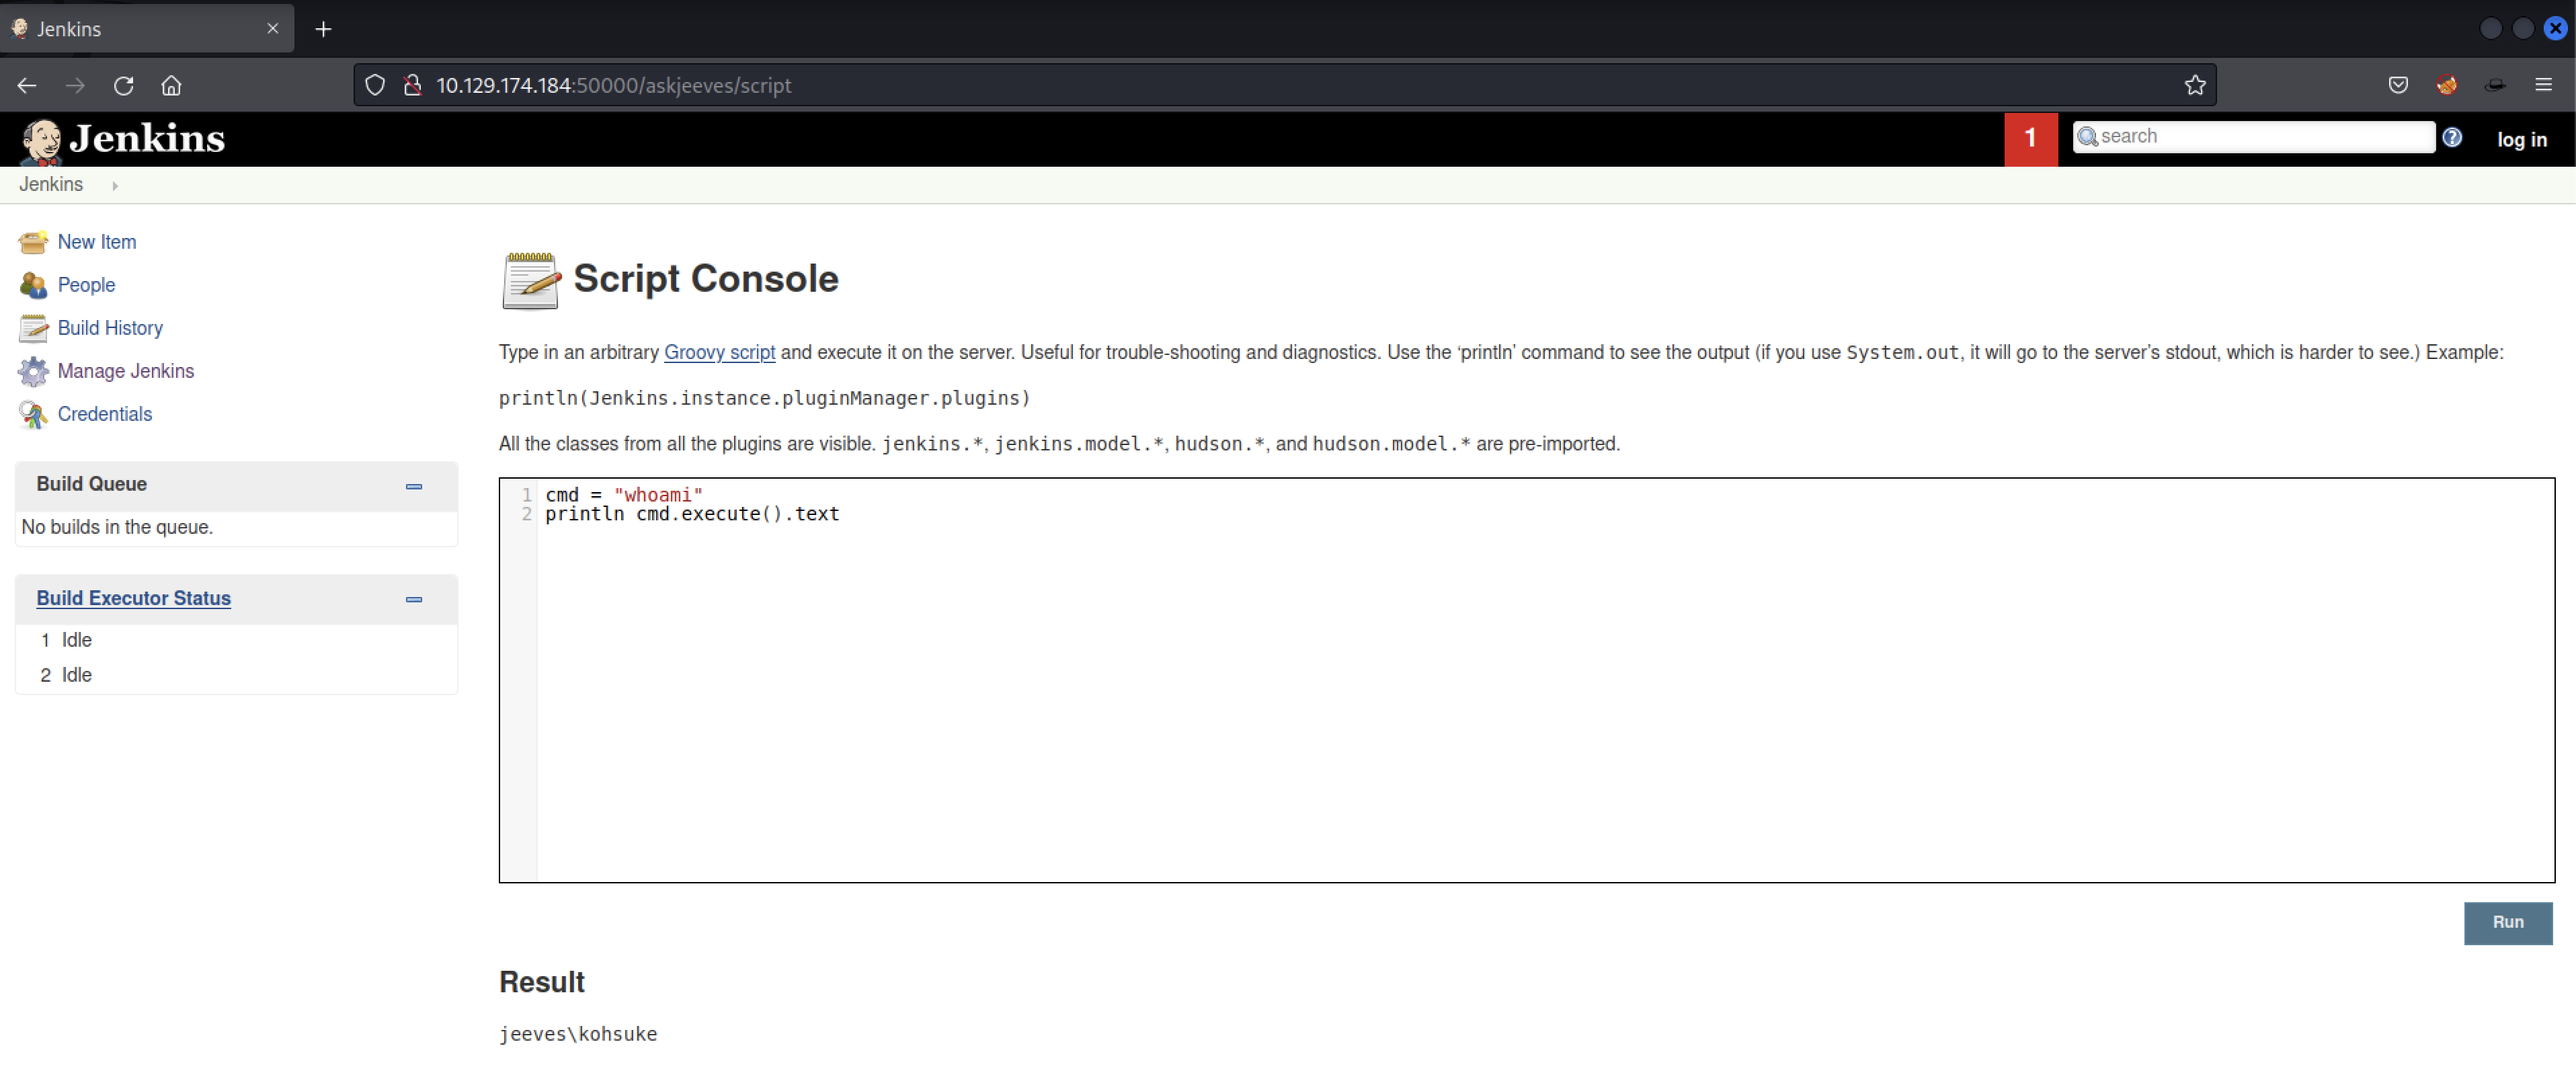 Jenkins
10.129.174.184:50000/askjeeves/script
Jenkins
1
search
log in
Jenkins
New Item
People
Build History
Manage Jenkins
Credentials
Build Queue
No builds in the queue.
Build Executor Status
1 Idle
2 Idle
Script Console
Type in an arbitrary Groovy script and execute it on the server. Useful for trouble-shooting and diagnostics. Use the ‘println’ command to see the output (if you use System.out, it will go to the server’s stdout, which is harder to see.) Example:
println(Jenkins.instance.pluginManager.plugins)
All the classes from all the plugins are visible. jenkins.*, jenkins.model.*, hudson.*, and hudson.model.* are pre-imported.
1 cmd = "whoami"
2 println cmd.execute().text
Run
Result
jeeves\kohsuke